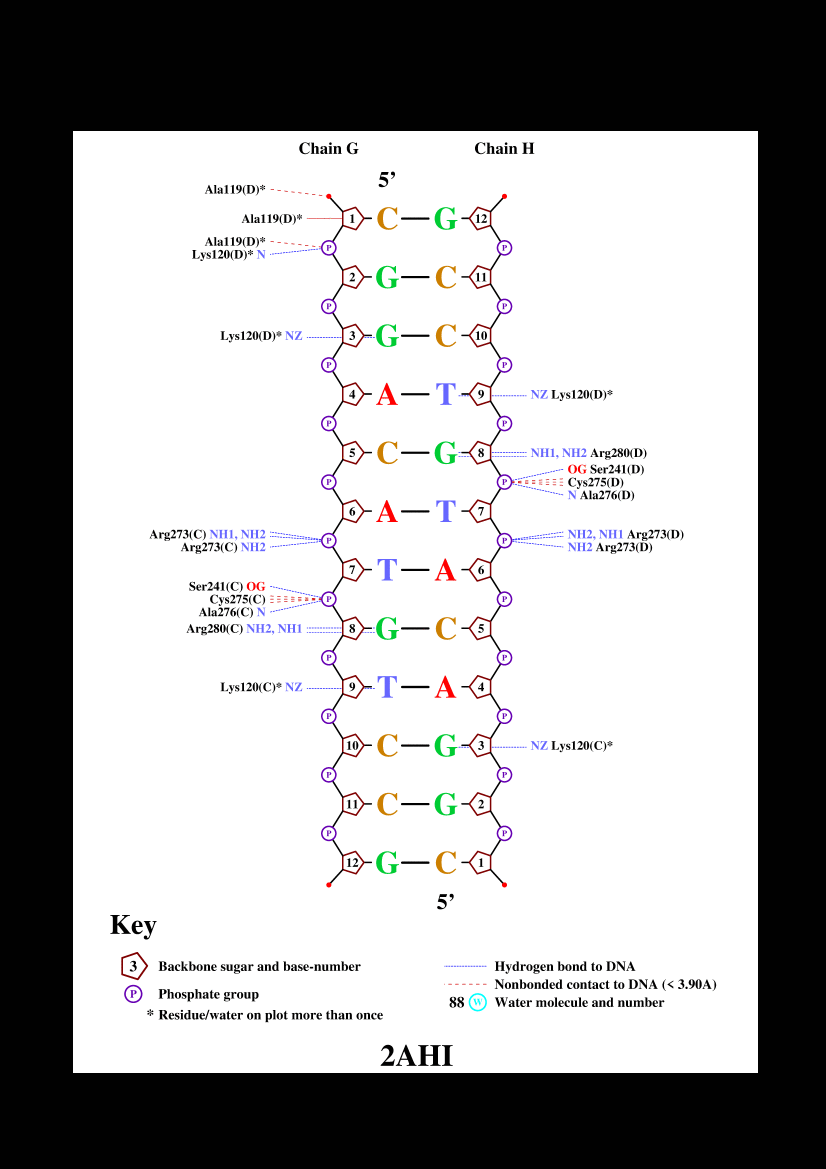 Chain G Chain H
5’
Ala119(D)*
Ala119(D)* 1 C G 12
Ala119(D)*
Lys120(D)* N P P
2 G C 11
P P
Lys120(D)* NZ 3 G C 10
P P
4 A T 9 NZ Lys120(D)*
P P
5 C G 8 NH1, NH2 Arg280(D)
OG Ser241(D)
P P Cys275(D)
N Ala276(D)
6 A T 7
Arg273(C) NH1, NH2 P P NH2, NH1 Arg273(D)
Arg273(C) NH2 NH2 Arg273(D)
7 T A 6
Ser241(C) OG
Cys275(C) P P
Ala276(C) N
Arg280(C) NH2, NH1 8 G C 5
P P
Lys120(C)* NZ 9 T A 4
P P
10 C G 3 NZ Lys120(C)*
P P
11 C G 2
P P
12 G C 1
5’
Key
3 Backbone sugar and base-number
P Phosphate group
* Residue/water on plot more than once
Hydrogen bond to DNA
Nonbonded contact to DNA (< 3.90A)
88 W Water molecule and number
2AHI